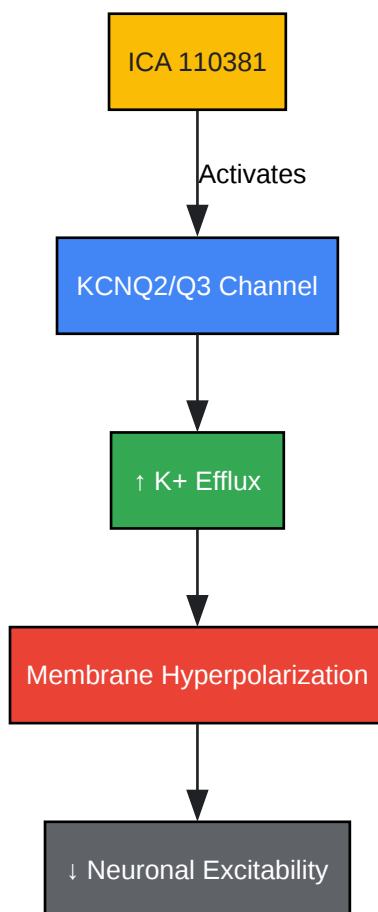 ICA 110381
Activates
KCNQ2/Q3 Channel
↑ K+ Efflux
Membrane Hyperpolarization
↓ Neuronal Excitability